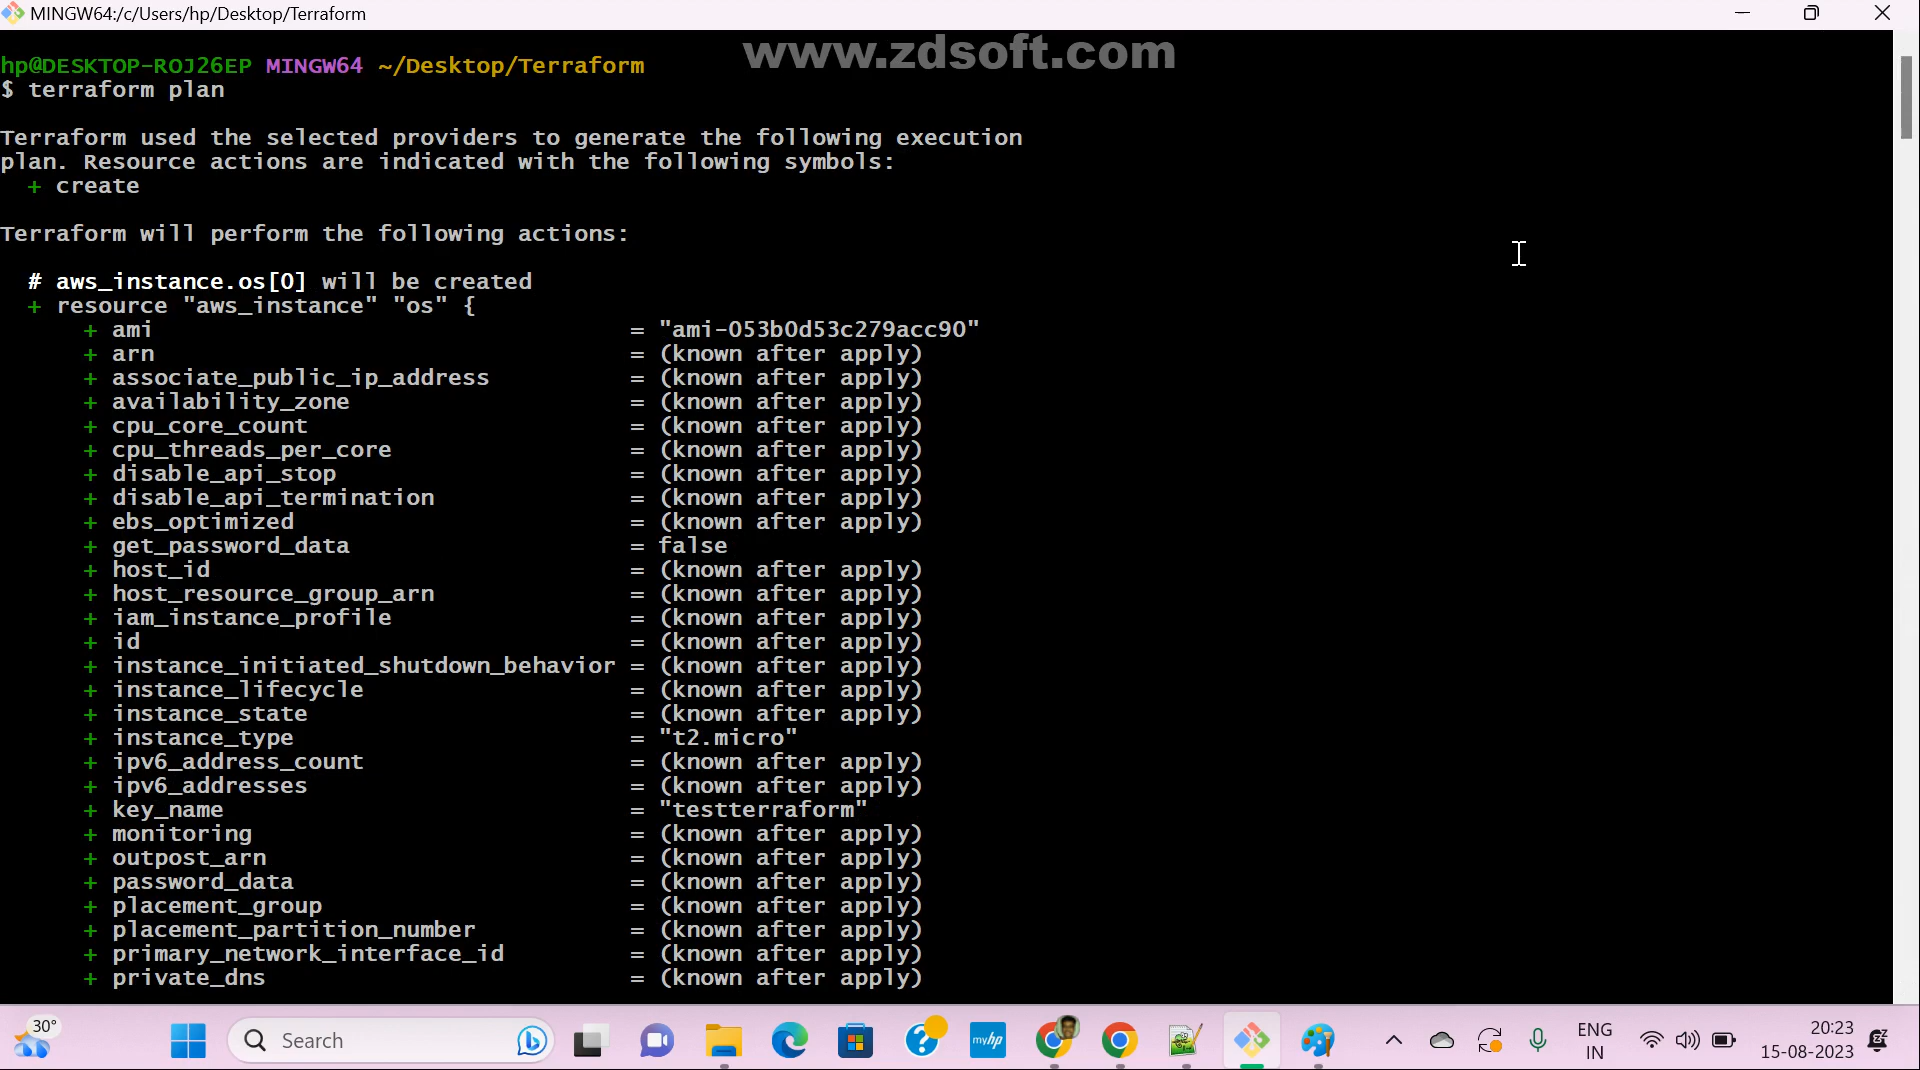 MINGW64:/c/Users/hp/Desktop/Terraform
www.zdsoft.com
hp@DESKTOP-ROJ26EP MINGW64 ~/Desktop/Terraform
$ terraform plan
Terraform used the selected providers to generate the following execution
plan. Resource actions are indicated with the following symbols:
+ create
Terraform will perform the following actions:
# aws_instance.os[0] will be created
+ resource "aws_instance" "os" {
+ ami = "ami-053b0d53c279acc90"
+ arn = (known after apply)
+ associate_public_ip_address = (known after apply)
+ availability_zone = (known after apply)
+ cpu_core_count = (known after apply)
+ cpu_threads_per_core = (known after apply)
+ disable_api_stop = (known after apply)
+ disable_api_termination = (known after apply)
+ ebs_optimized = (known after apply)
+ get_password_data = false
+ host_id = (known after apply)
+ host_resource_group_arn = (known after apply)
+ iam_instance_profile = (known after apply)
+ id = (known after apply)
+ instance_initiated_shutdown_behavior = (known after apply)
+ instance_lifecycle = (known after apply)
+ instance_state = (known after apply)
+ instance_type = "t2.micro"
+ ipv6_address_count = (known after apply)
+ ipv6_addresses = (known after apply)
+ key_name = "testterraform"
+ monitoring = (known after apply)
+ outpost_arn = (known after apply)
+ password_data = (known after apply)
+ placement_group = (known after apply)
+ placement_partition_number = (known after apply)
+ primary_network_interface_id = (known after apply)
+ private_dns = (known after apply)
30°
Search
myhp
ENG
IN
20:23
15-08-2023